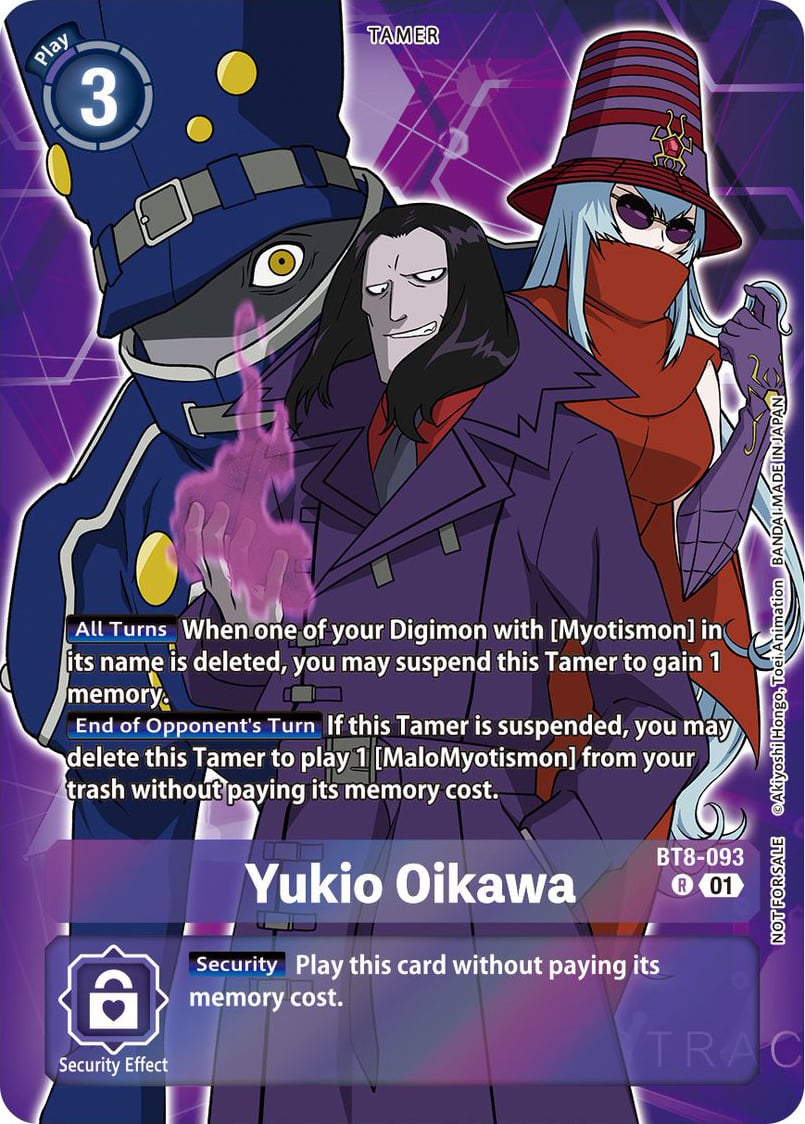 Play
3
TAMER
All Turns When one of your Digimon with [Myotismon] in
its name is deleted, you may suspend this Tamer to gain 1
memory.
End of Opponent's Turn If this Tamer is suspended, you may
delete this Tamer to play 1 [MaloMyotismon] from your
trash without paying its memory cost.
©Akiyoshi Hongo, Toei Animation BANDAI·MADE IN JAPAN
NOT FOR SALE
BT8-093
R 01
Yukio Oikawa
Security Play this card without paying its
memory cost.
Security Effect
TRAC